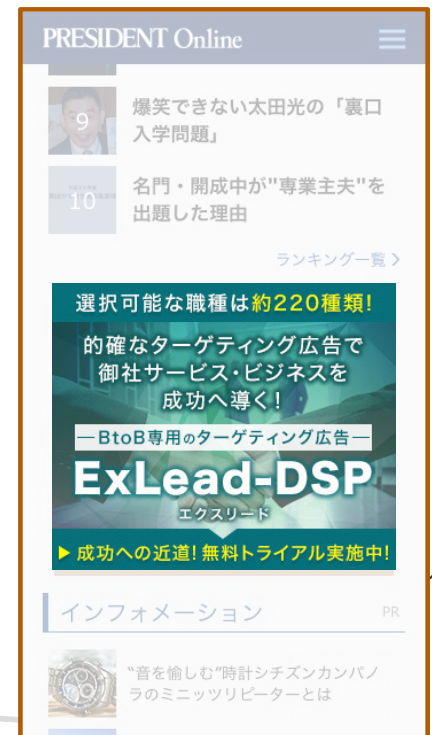 PRESIDENT Online
9
爆笑できない太田光の「裏口
入学問題」
10
名門・開成中が"専業主夫"を
出題した理由
ランキング一覧
選択可能な職種は約220種類!
的確なターゲティング広告で
御社サービス・ビジネスを
成功へ導く!
―BtoB専用のターゲティング広告―
ExLead-DSP
エクスリード
▶成功への近道!無料トライアル実施中!
インフォメーション
PR
“音を愉しむ”時計シチズンカンパノ
ラのミニッツリピーターとは